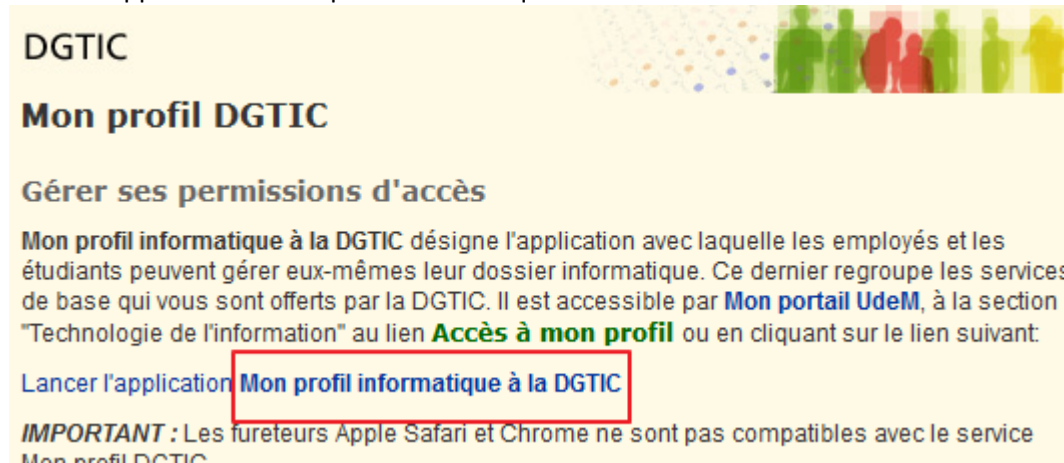 DGTIC
Mon profil DGTIC
Gérer ses permissions d'accès
Mon profil informatique à la DGTIC désigne l'application avec laquelle les employés et les
étudiants peuvent gérer eux-mêmes leur dossier informatique. Ce dernier regroupe les services
de base qui vous sont offerts par la DGTIC. Il est accessible par Mon portail UdeM, à la section
"Technologie de l'information" au lien Accès à mon profil ou en cliquant sur le lien suivant:
Lancer l'application Mon profil informatique à la DGTIC
IMPORTANT : Les fureteurs Apple Safari et Chrome ne sont pas compatibles avec le service
Mon profil DGTIC